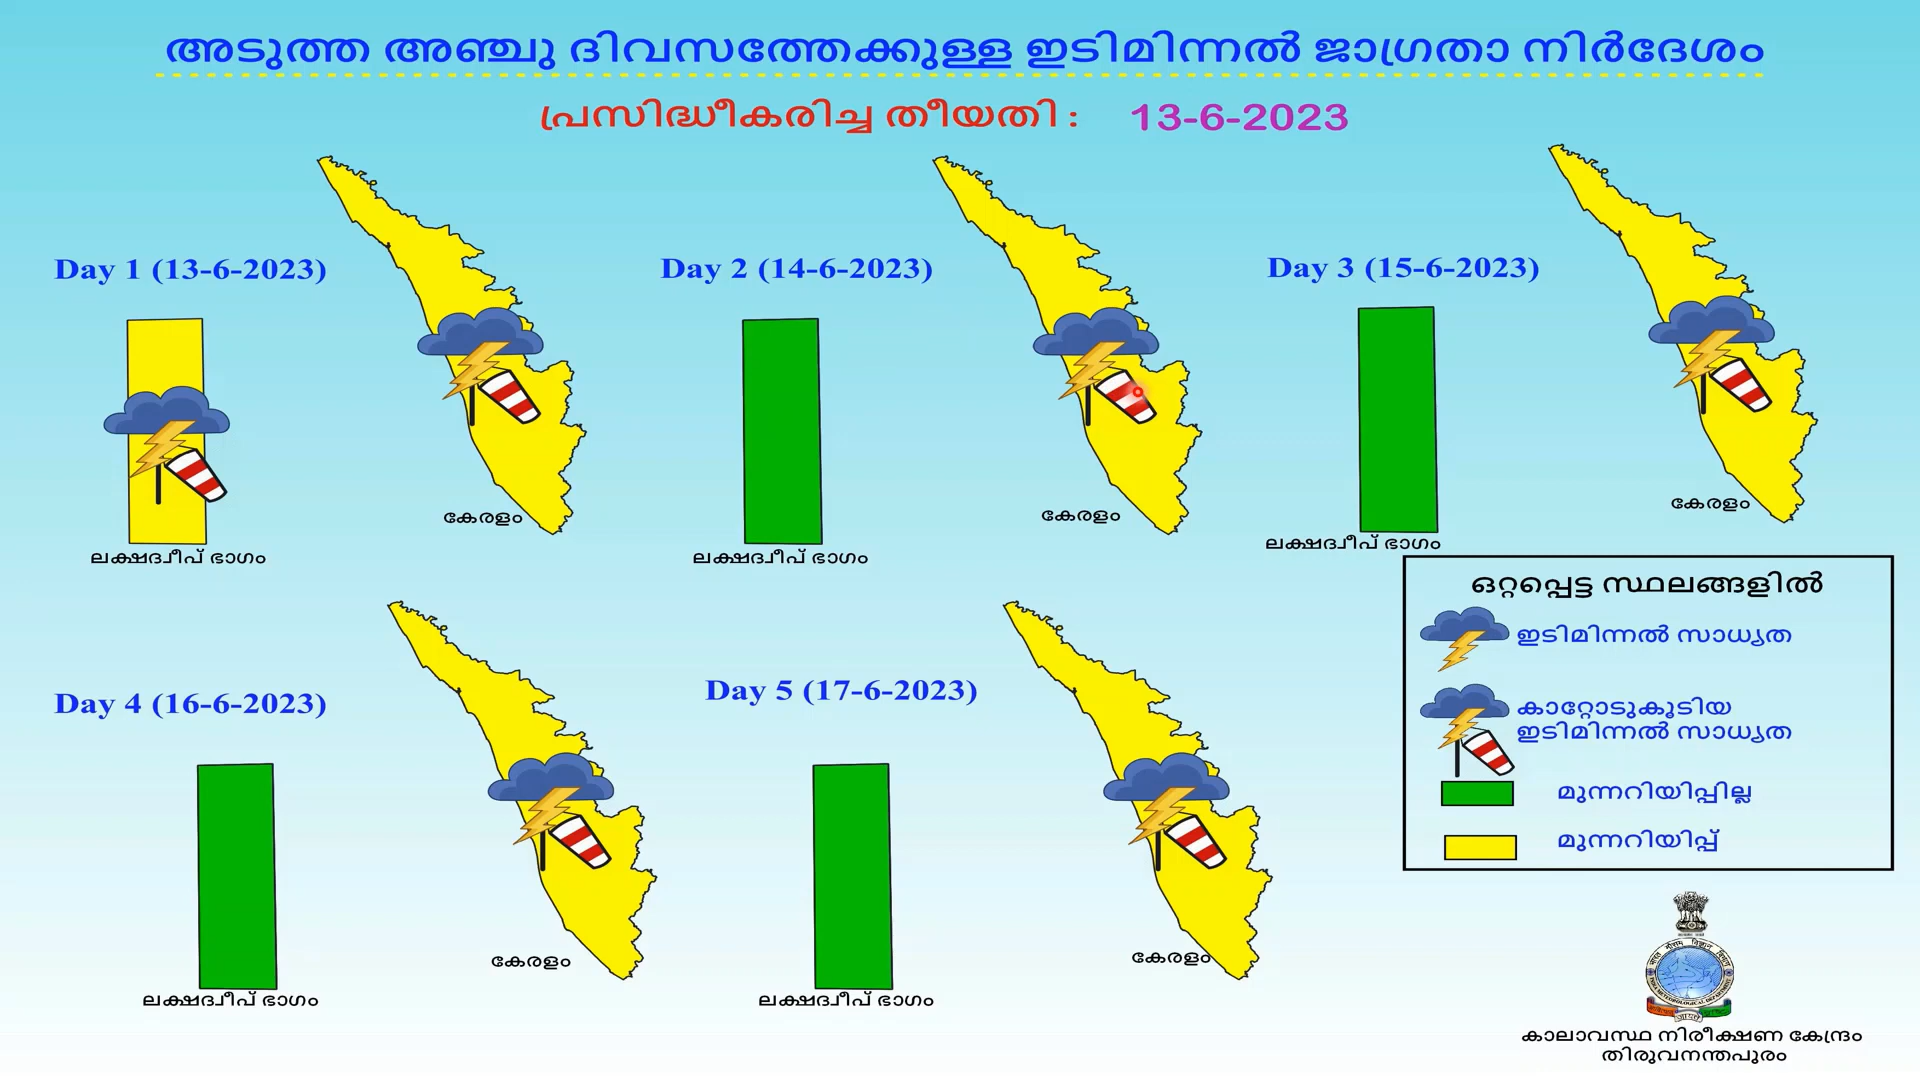 അടുത്ത അഞ്ചു ദിവസത്തേക്കുള്ള ഇടിമിന്നൽ ജാഗ്രതാ നിർദേശം
പ്രസിദ്ധീകരിച്ച തീയതി : 13-6-2023
Day 1 (13-6-2023)
കേരളം
ലക്ഷദ്വീപ് ഭാഗം
Day 2 (14-6-2023)
കേരളം
ലക്ഷദ്വീപ് ഭാഗം
Day 3 (15-6-2023)
കേരളം
ലക്ഷദ്വീപ് ഭാഗം
Day 4 (16-6-2023)
കേരളം
ലക്ഷദ്വീപ് ഭാഗം
Day 5 (17-6-2023)
കേരളം
ലക്ഷദ്വീപ് ഭാഗം
ഒറ്റപ്പെട്ട സ്ഥലങ്ങളിൽ
ഇടിമിന്നൽ സാധ്യത
കാറ്റോടുകൂടിയ
ഇടിമിന്നൽ സാധ്യത
മുന്നറിയിപ്പില്ല
മുന്നറിയിപ്പ്
കാലാവസ്ഥ നിരീക്ഷണ കേന്ദ്രം
തിരുവനന്തപുരം